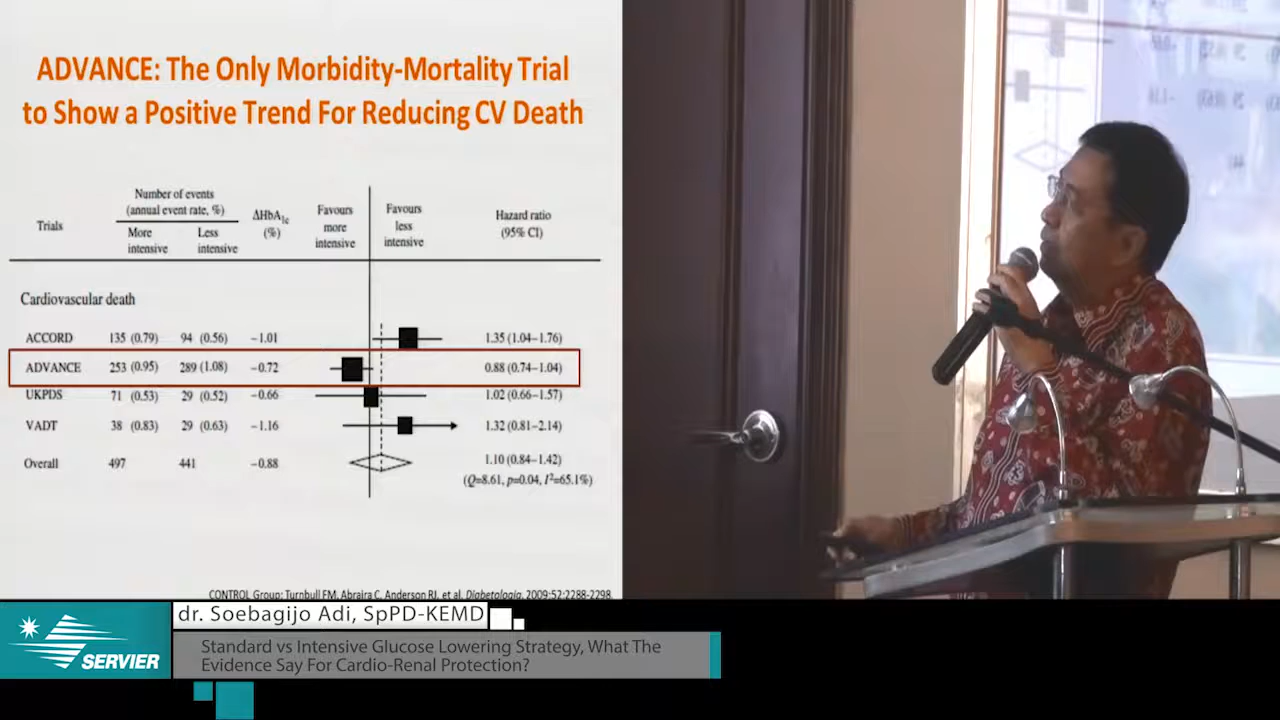 ADVANCE: The Only Morbidity-Mortality Trial
to Show a Positive Trend For Reducing CV Death
Trials
Number of events
(annual event rate, %)
More
intensive
Less
intensive
ΔHbA1c
(%)
Favours
more
intensive
Favours
less
intensive
Hazard ratio
(95% CI)
Cardiovascular death
ACCORD 135 (0.79) 94 (0.56) −1.01 1.35 (1.04–1.76)
ADVANCE 253 (0.95) 289 (1.08) −0.72 0.88 (0.74–1.04)
UKPDS 71 (0.53) 29 (0.52) −0.66 1.02 (0.66–1.57)
VADT 38 (0.83) 29 (0.63) −1.16 1.32 (0.81–2.14)
Overall 497 441 −0.88 1.10 (0.84–1.42)
(Q=8.61, p=0.04, I²=65.1%)
CONTROL Group; Turnbull FM, Abraira C, Anderson RJ, et al. Diabetologia. 2009;52:2288-2298.
dr. Soebagijo Adi, SpPD-KEMD
SERVIER
Standard vs Intensive Glucose Lowering Strategy, What The
Evidence Say For Cardio-Renal Protection?